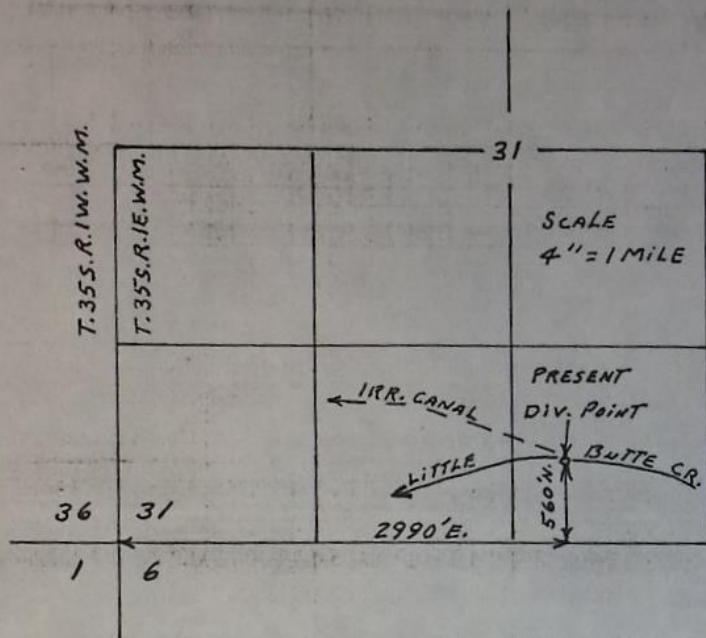 31
T.35S.R.1W.W.M.
T.35S.R.1E.W.M.
SCALE
4" = 1 MILE
PRESENT
DIV. POINT
IRR. CANAL
LITTLE BUTTE CR.
560'N.
2990'E.
36 31
1 6